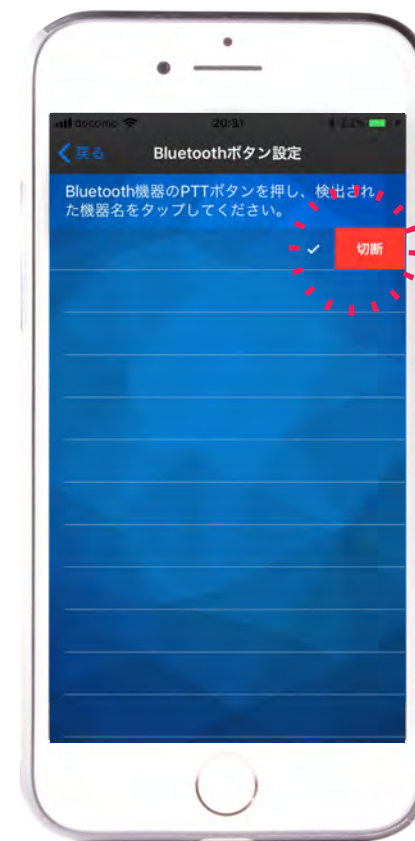 docomo 20:31
戻る Bluetoothボタン設定
Bluetooth機器のPTTボタンを押し、検出され
た機器名をタップしてください。
切断